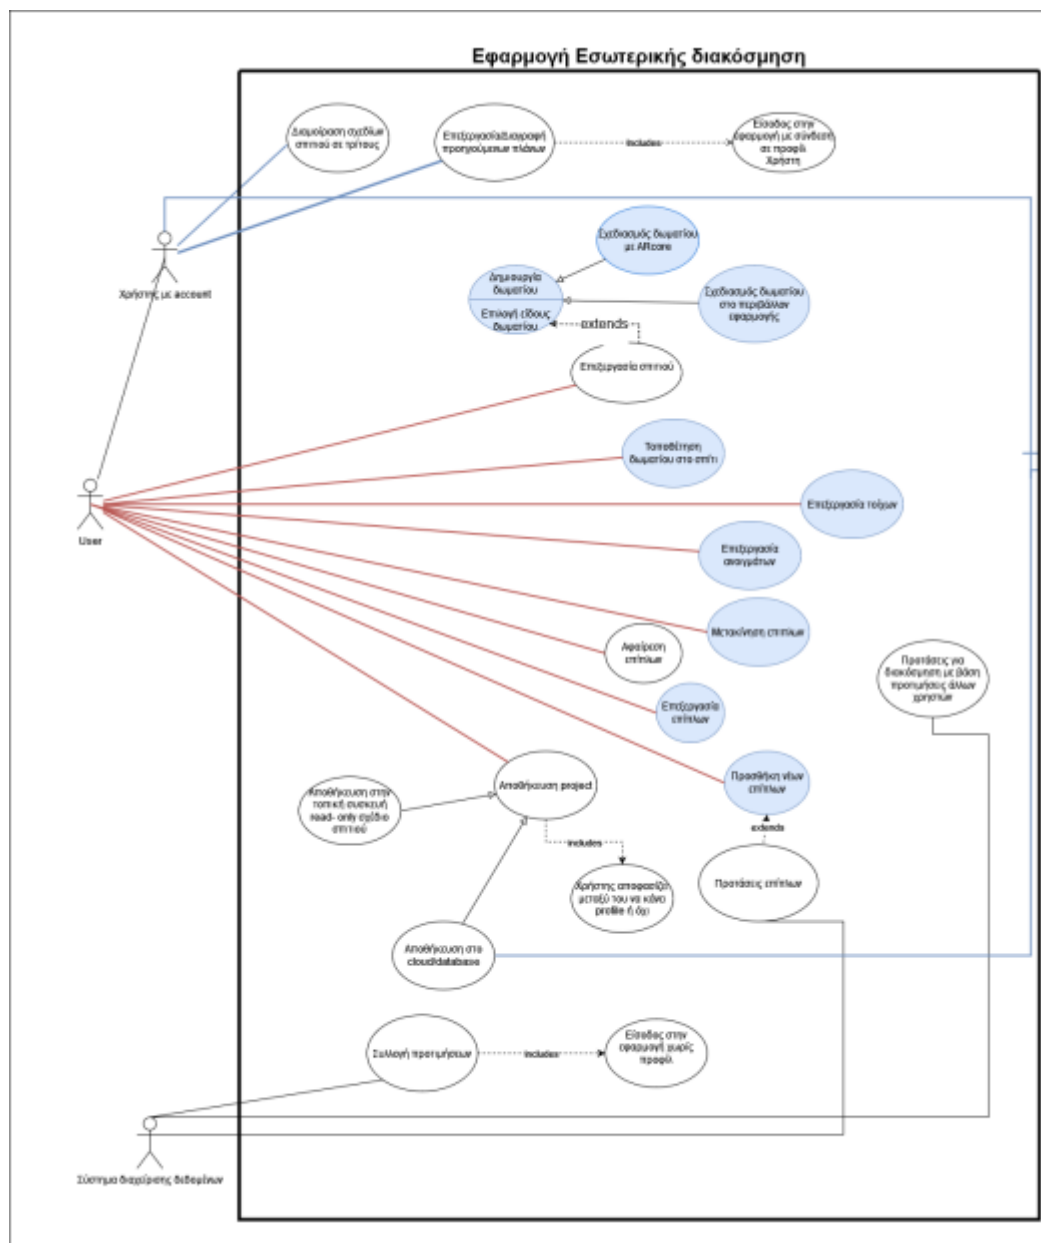 Εφαρμογή Εσωτερικής διακόσμηση
Διαμοίραση σχεδίων
σπιτιού σε τρίτους
Επεξεργασία/Διαγραφή
προηγούμενων πλάνων
includes
Είσοδος στην
εφαρμογή με σύνδεση
σε προφίλ
Χρήστη
Χρήστης με account
Σχεδιασμός δωματίου
με ARcore
Δημιουργία
δωματίου
Επιλογή είδους
δωματίου
Σχεδιασμός δωματίου
στο περιβάλλον
εφαρμογής
extends
Επεξεργασία σπιτιού
Τοποθέτηση
δωματίου στο σπίτι
User
Επεξεργασία τοίχων
Επεξεργασία
ανοιγμάτων
Μετακίνηση επίπλων
Αφαίρεση
επίπλων
Προτάσεις για
διακόσμηση με βάση
προτιμήσεις άλλων
χρηστών
Επεξεργασία
επίπλων
Προσθήκη νέων
επίπλων
Αποθήκευση project
Αποθήκευση στην
τοπική συσκευή
read- only σχέδιο
σπιτιού
extends
includes
Προτάσεις επίπλων
Χρήστης αποφασίζει
μεταξύ του να κάνει
profile ή όχι
Αποθήκευση στο
cloud/database
Συλλογή προτιμήσεων
includes
Είσοδος στην
εφαρμογή χωρίς
προφίλ
Σύστημα διαχείρισης δεδομένων